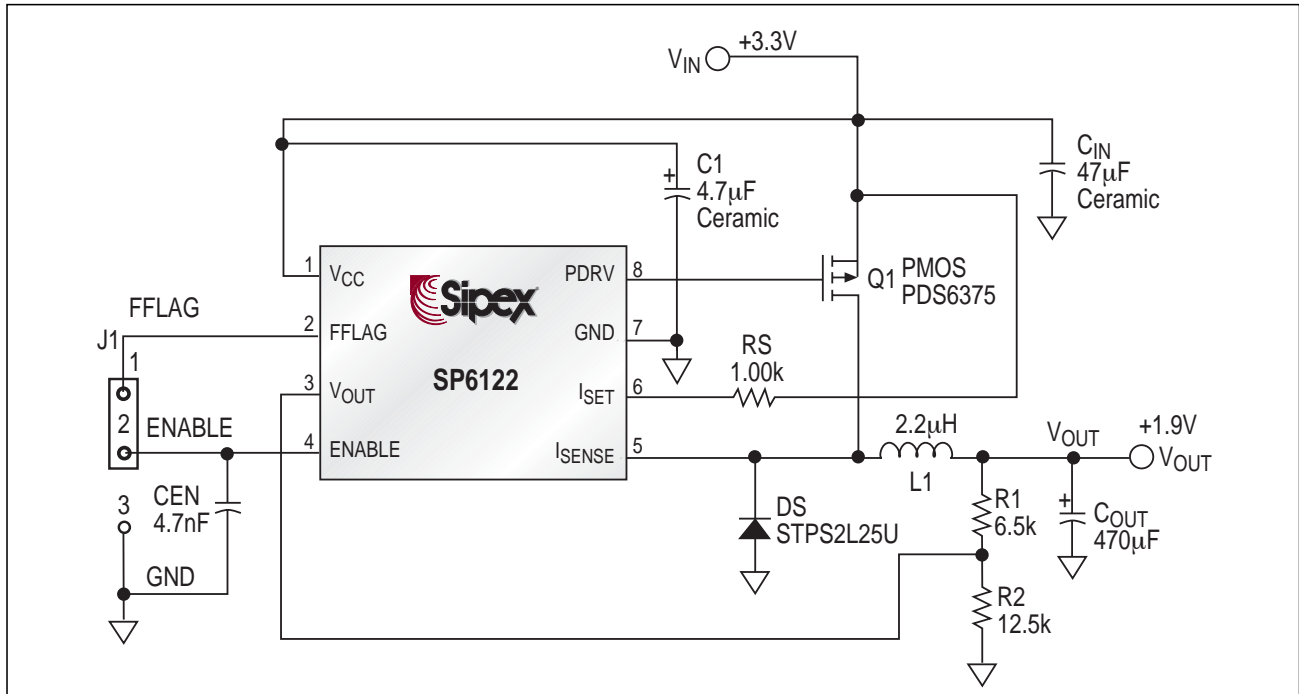 +3.3V
VIN
C1
4.7µF
Ceramic
CIN
47µF
Ceramic
1
VCC
Sipex
PDRV
8
Q1
PMOS
PDS6375
FFLAG
J1
1
2
FFLAG
GND
7
SP6122
RS
1.00k
3
VOUT
ISET
6
2
ENABLE
4
ENABLE
ISENSE
5
2.2µH
L1
VOUT
+1.9V
VOUT
3
CEN
4.7nF
DS
STPS2L25U
R1
6.5k
COUT
470µF
GND
R2
12.5k